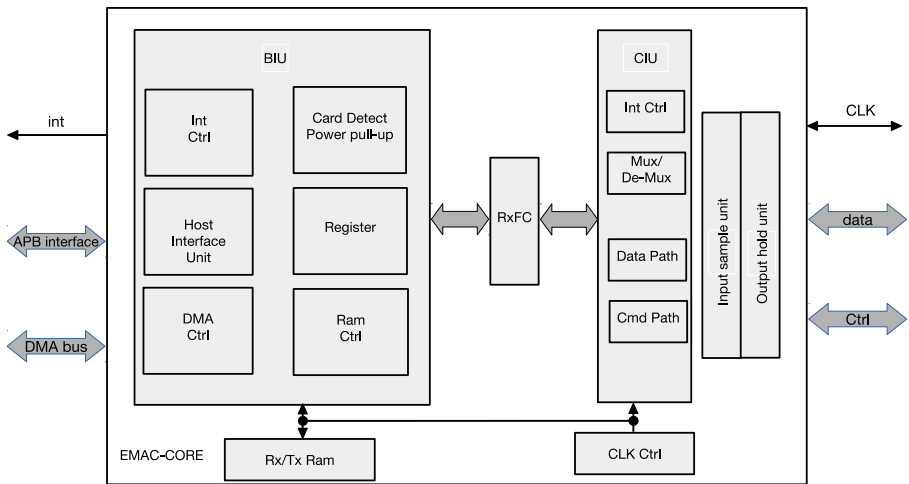 BIU
CIU
Int
Ctrl
Card Detect
Power pull-up
Int Ctrl
int
CLK
Mux/
De-Mux
Host
Interface
Unit
Register
RxFC
APB interface
data
Data Path
Input sample unit
Output hold unit
DMA
Ctrl
Ram
Ctrl
Cmd Path
Ctrl
DMA bus
EMAC-CORE
Rx/Tx Ram
CLK Ctrl